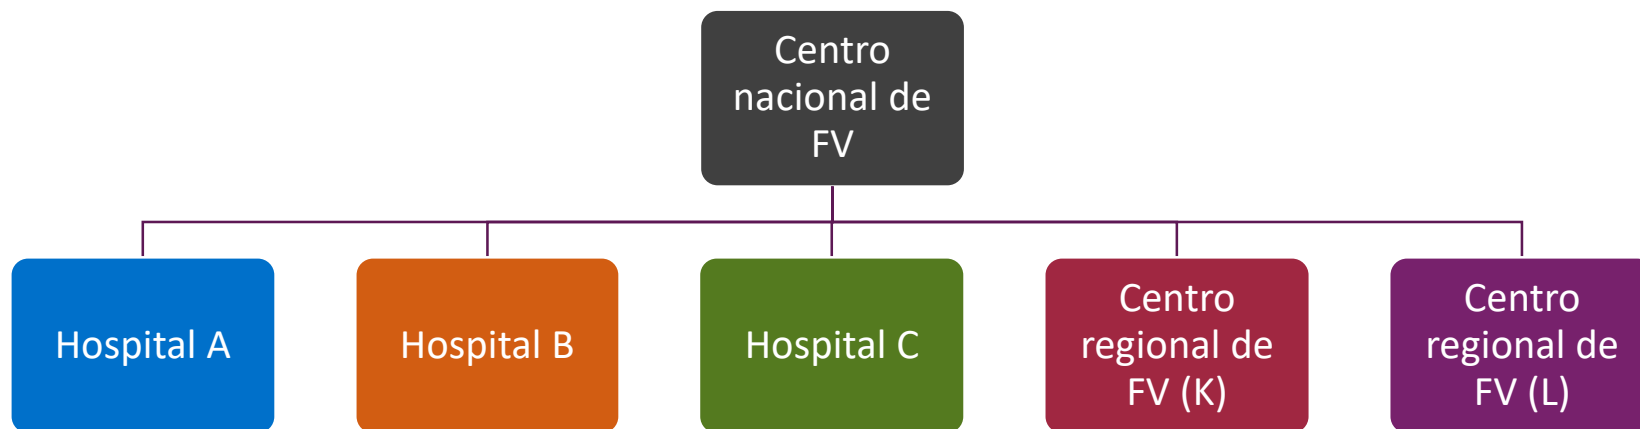 Centro
nacional de
FV
Hospital A
Hospital B
Hospital C
Centro
regional de
FV (K)
Centro
regional de
FV (L)